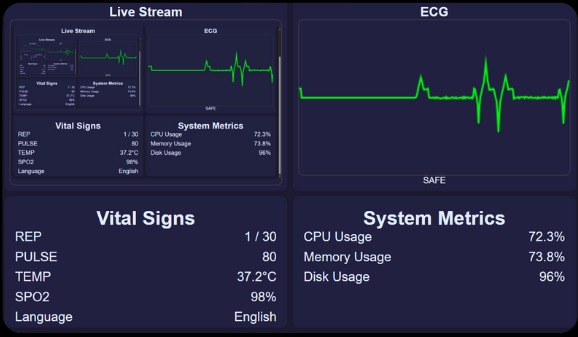 Live Stream
Live Stream
ECG
SAFE
Vital Signs
REP 1 / 30
PULSE 80
TEMP 37.2°C
SPO2 98%
Language English
System Metrics
CPU Usage 72.3%
Memory Usage 73.8%
Disk Usage 96%
Vital Signs
REP 1 / 30
PULSE 80
TEMP 37.2°C
SPO2 98%
Language English
System Metrics
CPU Usage 72.3%
Memory Usage 73.8%
Disk Usage 96%
ECG
SAFE
Vital Signs
REP 1 / 30
PULSE 80
TEMP 37.2°C
SPO2 98%
Language English
System Metrics
CPU Usage 72.3%
Memory Usage 73.8%
Disk Usage 96%